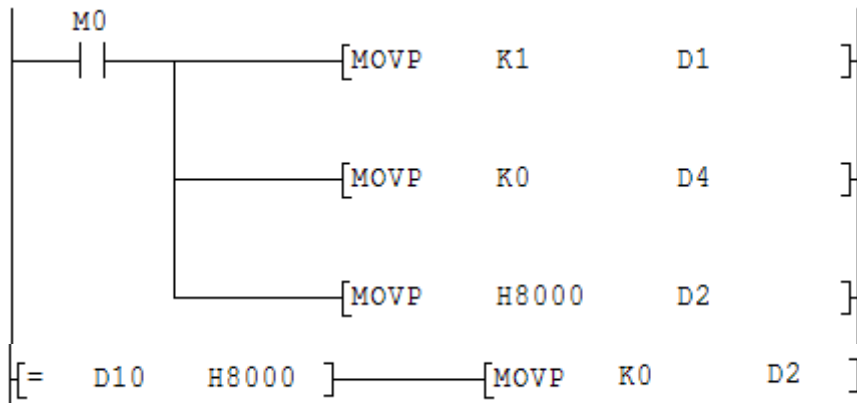 M0
[MOVP K1 D1 ]
[MOVP K0 D4 ]
[MOVP H8000 D2 ]
[= D10 H8000 ] [MOVP K0 D2 ]